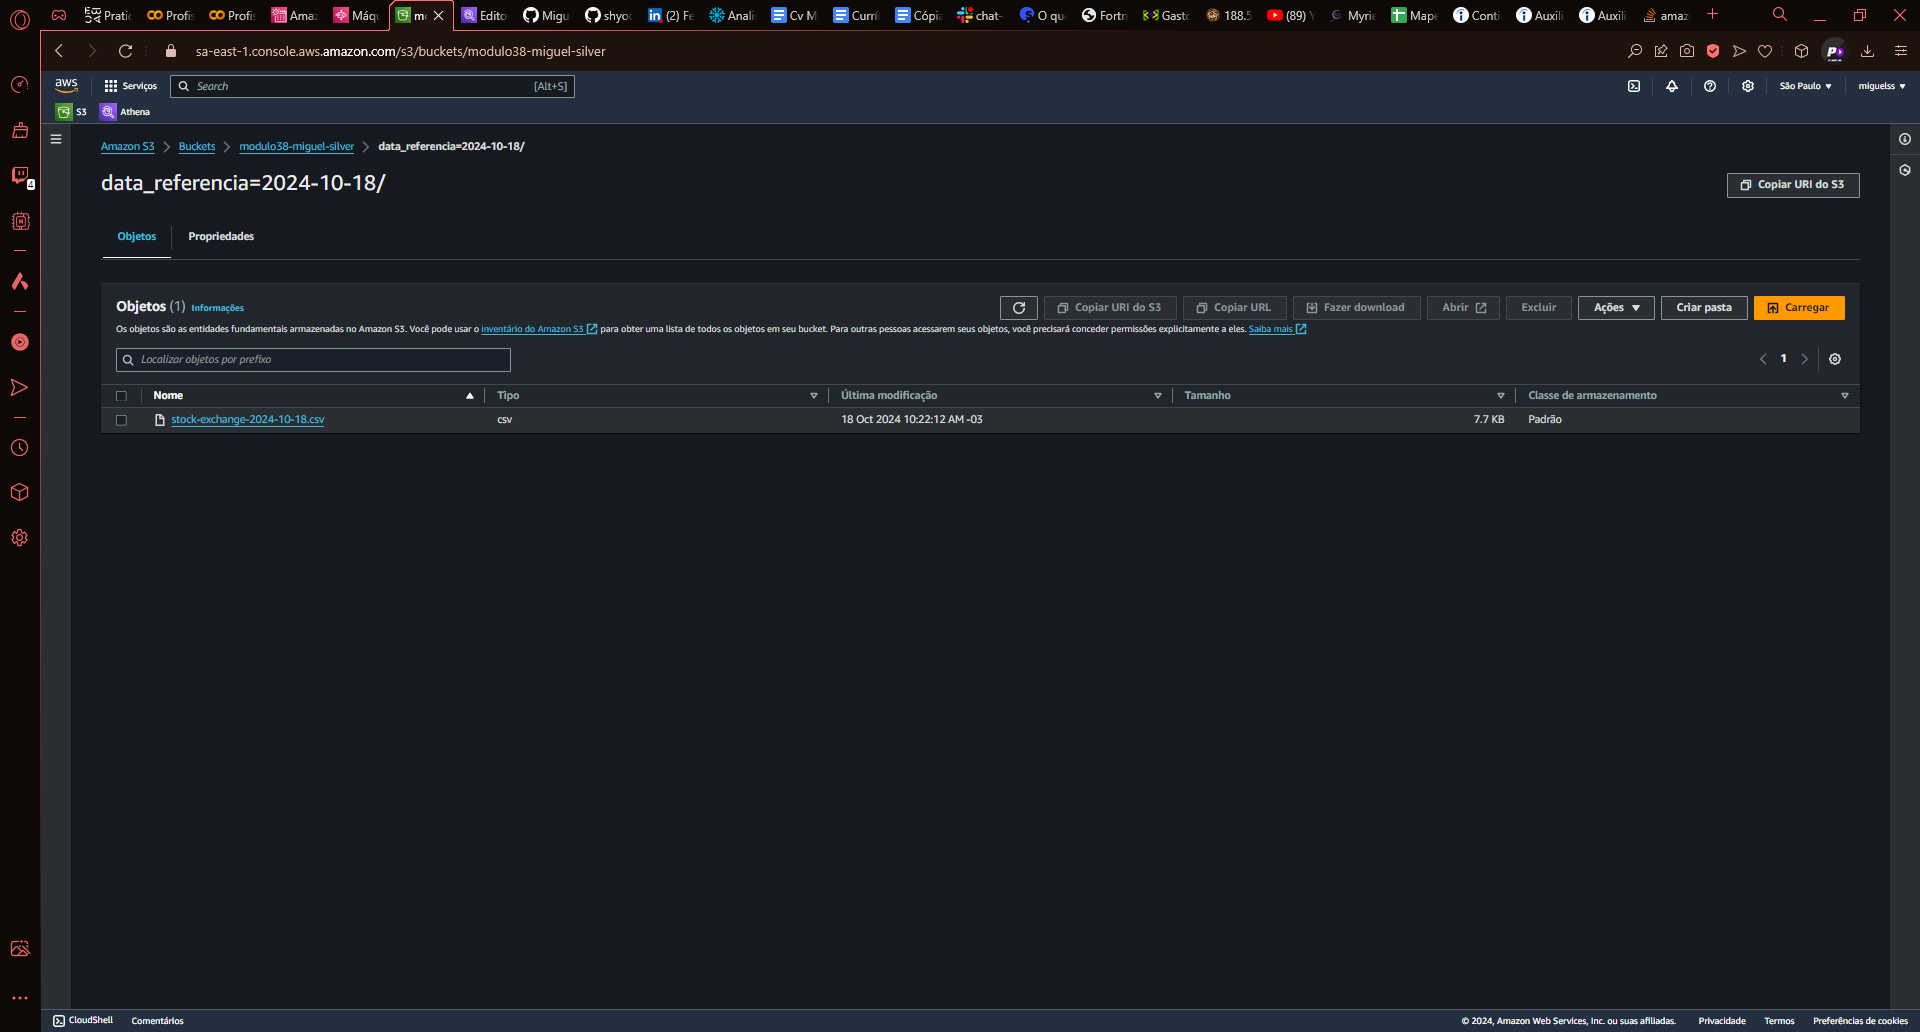 Pratic
Profis
Profis
Amaz
Máqu
mo
Edito
Migu
shyou
(2) Fe
Anali
Cv M
Currí
Cópia
chat-
O que
Fortn
Gasto
188.5
(89) Y
Myrie
Mape
Conti
Auxili
Auxili
amaz
sa-east-1.console.aws.amazon.com/s3/buckets/modulo38-miguel-silver
aws
Serviços
Search
[Alt+S]
São Paulo
miguelss
S3
Athena
4
Amazon S3
Buckets
modulo38-miguel-silver
data_referencia=2024-10-18/
data_referencia=2024-10-18/
Copiar URI do S3
Objetos
Propriedades
Objetos (1)
Informações
Copiar URI do S3
Copiar URL
Fazer download
Abrir
Excluir
Ações
Criar pasta
Carregar
Os objetos são as entidades fundamentais armazenadas no Amazon S3. Você pode usar o inventário do Amazon S3 para obter uma lista de todos os objetos em seu bucket. Para outras pessoas acessarem seus objetos, você precisará conceder permissões explicitamente a eles. Saiba mais
Localizar objetos por prefixo
1
Nome
Tipo
Última modificação
Tamanho
Classe de armazenamento
stock-exchange-2024-10-18.csv
csv
18 Oct 2024 10:22:12 AM -03
7.7 KB
Padrão
CloudShell
Comentários
© 2024, Amazon Web Services, Inc. ou suas afiliadas.
Privacidade
Termos
Preferências de cookies